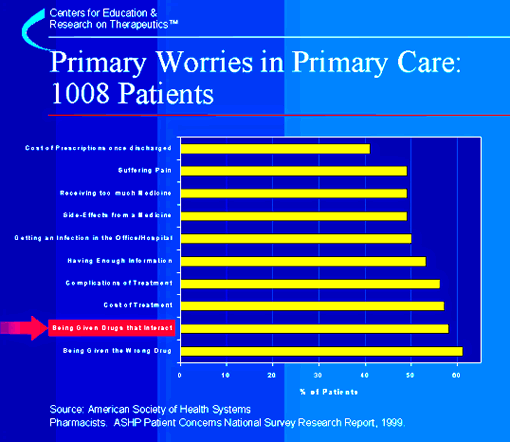 Centers for Education &
Research on Therapeutics™
Primary Worries in Primary Care:
1008 Patients
Cost of Prescriptions once discharged
Suffering Pain
Receiving too much Medicine
Side-Effects from a Medicine
Getting an Infection in the Office/Hospital
Having Enough Information
Complications of Treatment
Cost of Treatment
Being Given Drugs that Interact
Being Given the Wrong Drug
0 10 20 30 40 50 60
% of Patients
Source: American Society of Health Systems
Pharmacists. ASHP Patient Concerns National Survey Research Report, 1999.